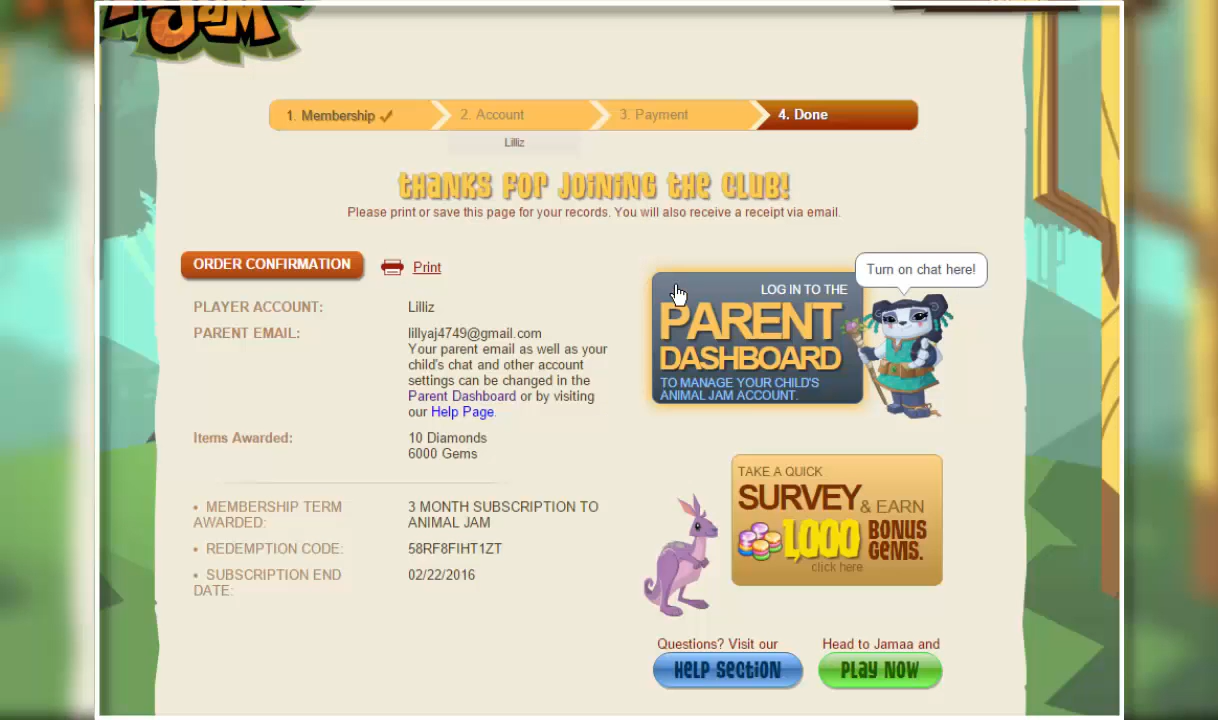 JAM
1. Membership
2. Account
3. Payment
4. Done
Lilliz
THANKS FOR JOINING THE CLUB!
Please print or save this page for your records. You will also receive a receipt via email.
ORDER CONFIRMATION
Print
PLAYER ACCOUNT:
Lilliz
PARENT EMAIL:
lillyaj4749@gmail.com
Your parent email as well as your
child's chat and other account
settings can be changed in the
Parent Dashboard or by visiting
our Help Page.
Items Awarded:
10 Diamonds
6000 Gems
• MEMBERSHIP TERM
AWARDED:
3 MONTH SUBSCRIPTION TO
ANIMAL JAM
• REDEMPTION CODE:
58RF8FIHT1ZT
• SUBSCRIPTION END
DATE:
02/22/2016
Turn on chat here!
LOG IN TO THE
PARENT
DASHBOARD
TO MANAGE YOUR CHILD'S
ANIMAL JAM ACCOUNT.
TAKE A QUICK
SURVEY & EARN
1,000 BONUS
GEMS.
click here
Questions? Visit our
HELP SECTION
Head to Jamaa and
PLAY NOW